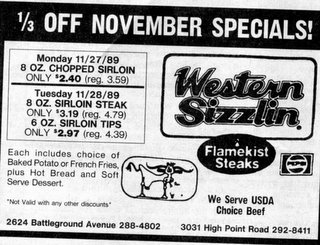 1/3 OFF NOVEMBER SPECIALS!
Monday 11/27/89
8 OZ. CHOPPED SIRLOIN
ONLY $2.40 (reg. 3.59)
Tuesday 11/28/89
8 OZ. SIRLOIN STEAK
ONLY $3.19 (reg. 4.79)
6 OZ. SIRLOIN TIPS
ONLY $2.97 (reg. 4.39)
Each includes choice of
Baked Potato or French Fries,
plus Hot Bread and Soft
Serve Dessert.
"Not Valid with any other discounts"
Western
Sizzlin.
Flamekist
Steaks
PEPSI
We Serve USDA
Choice Beef
2624 Battleground Avenue 288-4802
3031 High Point Road 292-8411